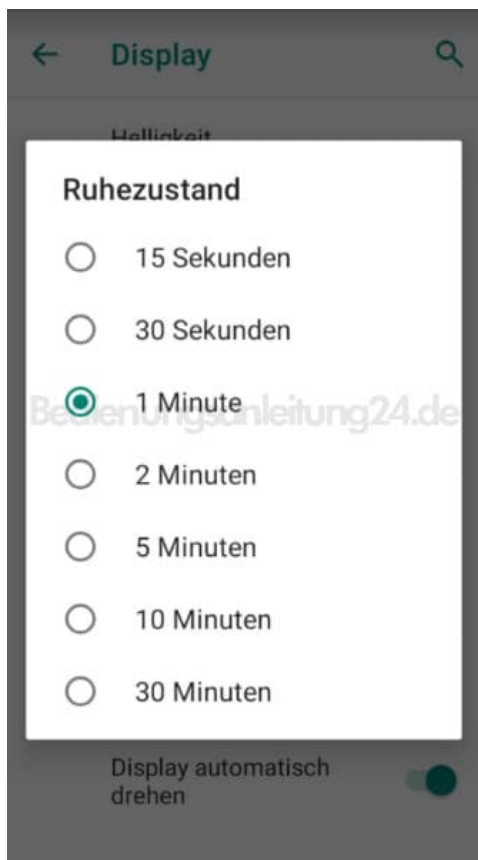 Display
Helligkeit
Ruhezustand
15 Sekunden
30 Sekunden
1 Minute
Bedienungsanleitung24.de
2 Minuten
5 Minuten
10 Minuten
30 Minuten
Display automatisch
drehen